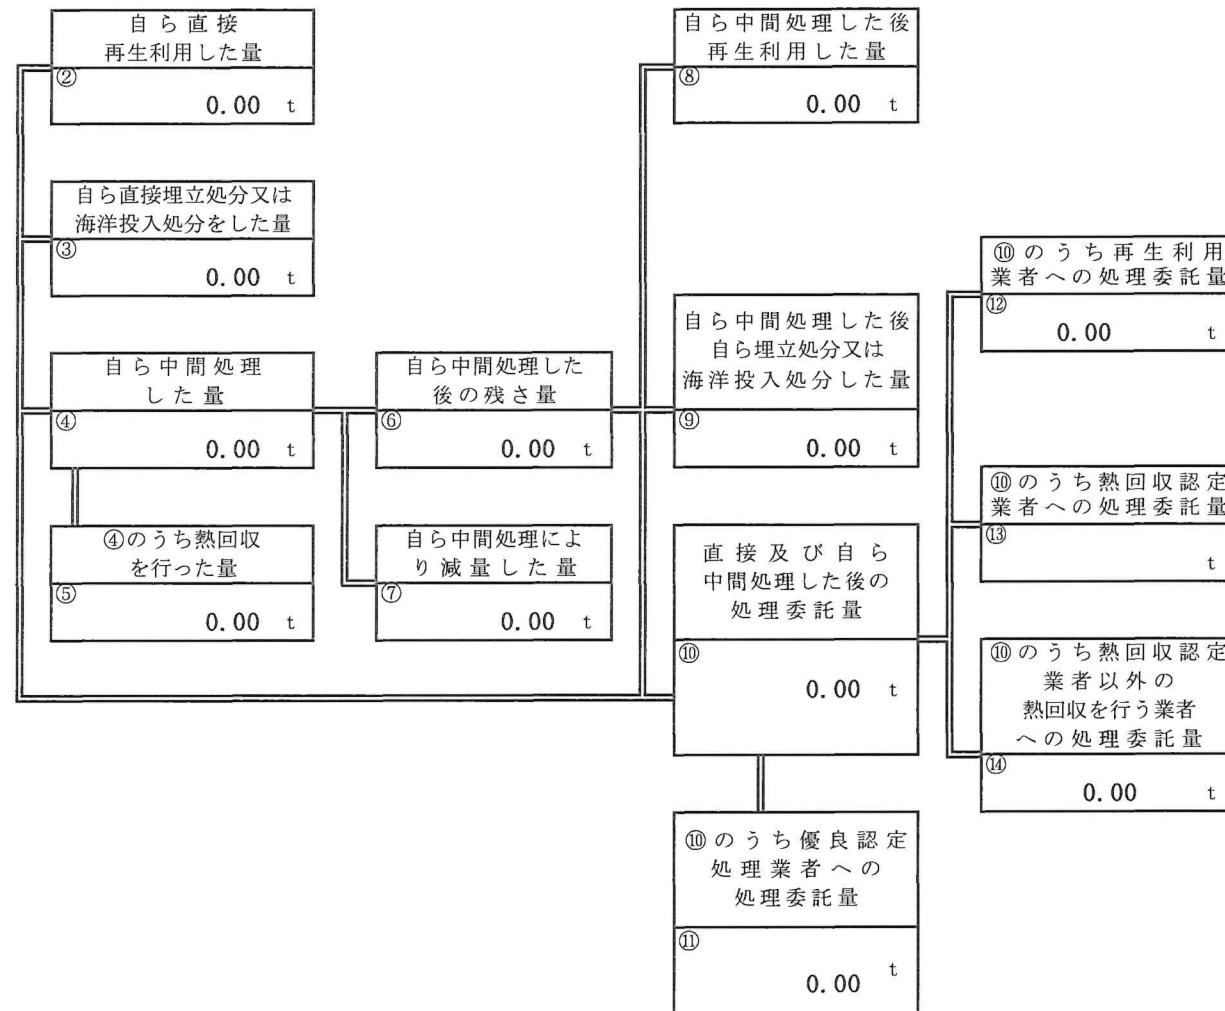 自ら直接
再生利用した量
②
0.00 t
自ら直接埋立処分又は
海洋投入処分をした量
③
0.00 t
自ら中間処理
した量
④
0.00 t
④のうち熱回収
を行った量
⑤
0.00 t
自ら中間処理した
後の残さ量
⑥
0.00 t
自ら中間処理によ
り減量した量
⑦
0.00 t
自ら中間処理した後
再生利用した量
⑧
0.00 t
自ら中間処理した後
自ら埋立処分又は
海洋投入処分した量
⑨
0.00 t
直接及び自ら
中間処理した後の
処理委託量
⑩
0.00 t
⑩のうち優良認定
処理業者への
処理委託量
⑪
0.00 t
⑩のうち再生利用
業者への処理委託量
⑫
0.00 t
⑩のうち熱回収認定
業者への処理委託量
⑬
t
⑩のうち熱回収認定
業者以外の
熱回収を行う業者
への処理委託量
⑭
0.00 t